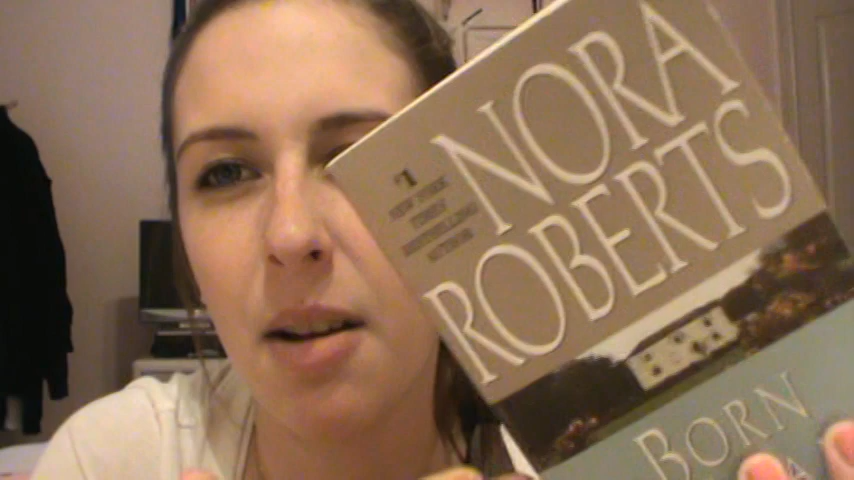 #1
NEW YORK
TIMES
BESTSELLING
AUTHOR
NORA
ROBERTS
BORN